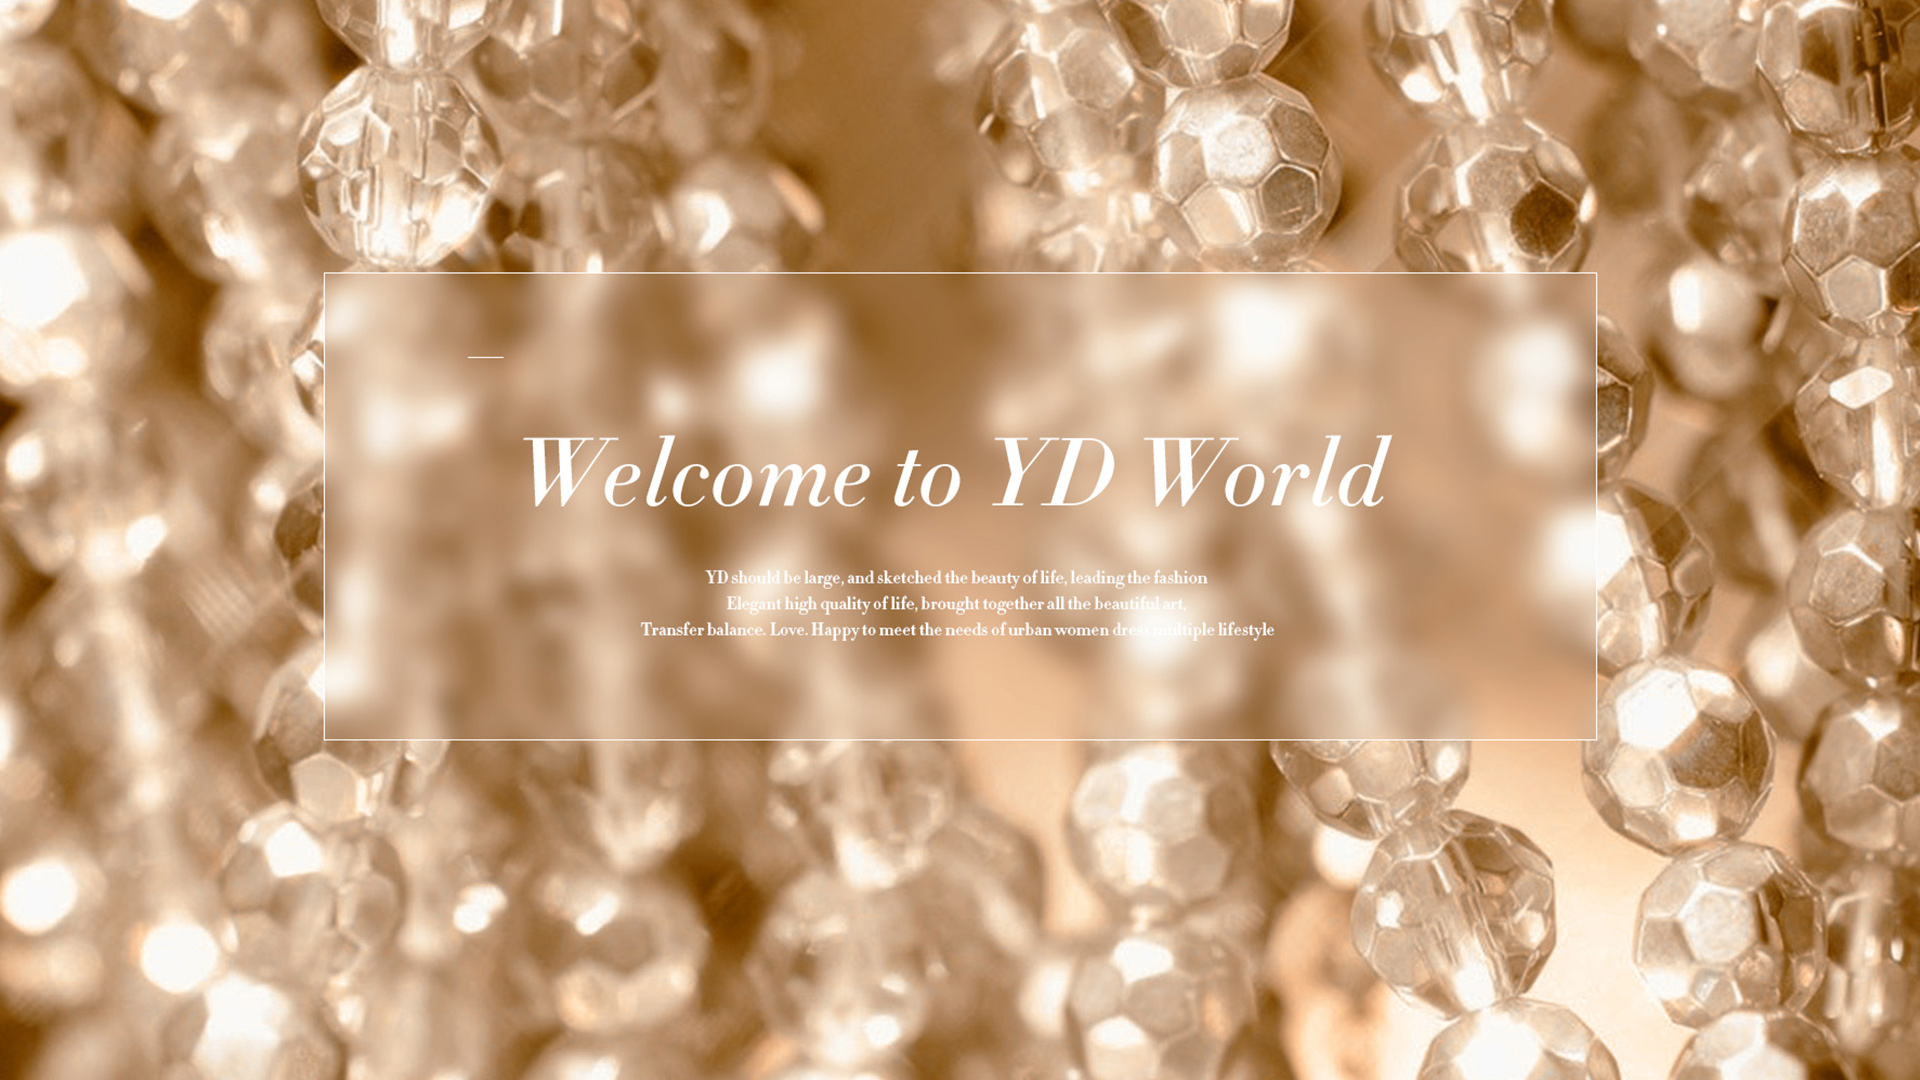 Welcome to YD World
YD should be large, and sketched the beauty of life, leading the fashion
Elegant high quality of life, brought together all the beautiful art,
Transfer balance. Love. Happy to meet the needs of urban women dress multiple lifestyle